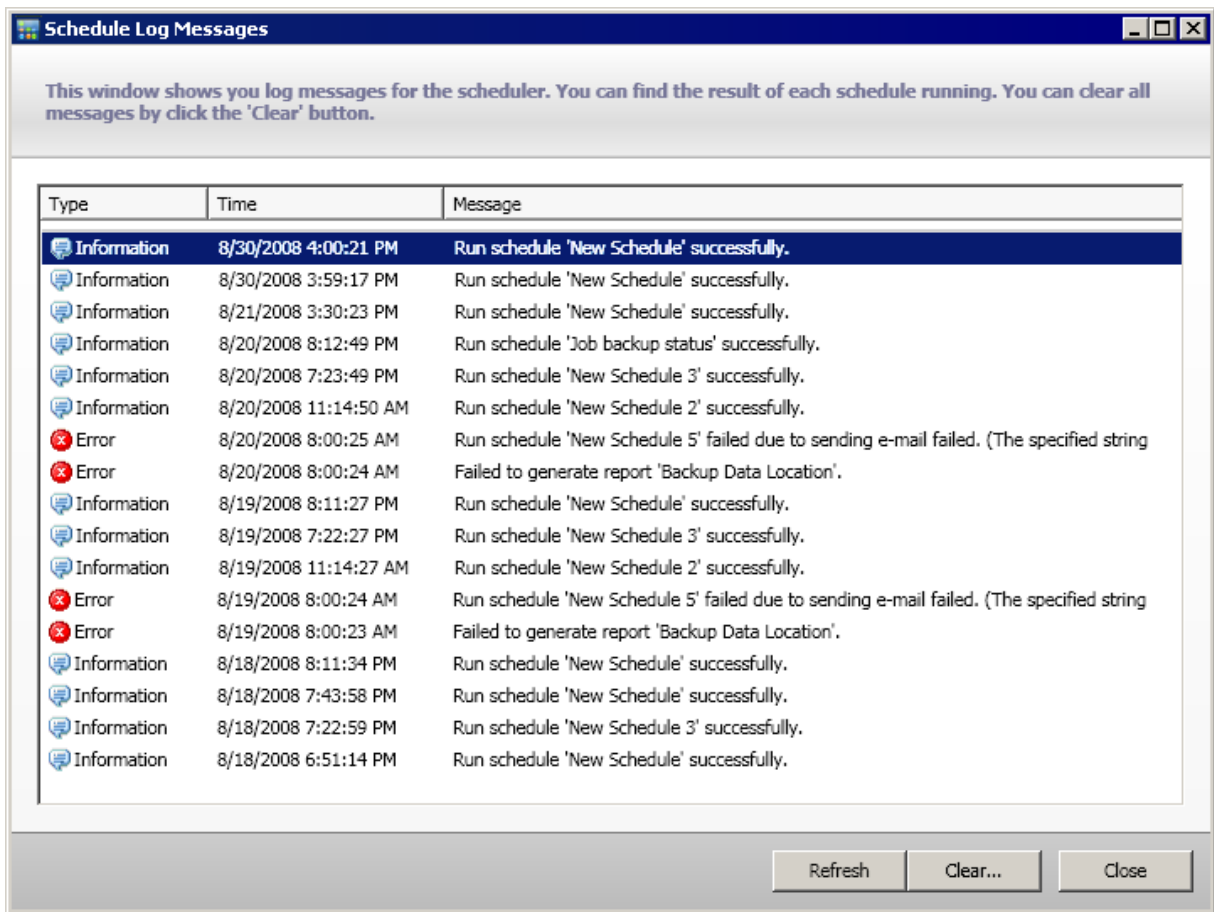 Schedule Log Messages
This window shows you log messages for the scheduler. You can find the result of each schedule running. You can clear all
messages by click the 'Clear' button.
Type Time Message
Information 8/30/2008 4:00:21 PM Run schedule 'New Schedule' successfully.
Information 8/30/2008 3:59:17 PM Run schedule 'New Schedule' successfully.
Information 8/21/2008 3:30:23 PM Run schedule 'New Schedule' successfully.
Information 8/20/2008 8:12:49 PM Run schedule 'Job backup status' successfully.
Information 8/20/2008 7:23:49 PM Run schedule 'New Schedule 3' successfully.
Information 8/20/2008 11:14:50 AM Run schedule 'New Schedule 2' successfully.
Error 8/20/2008 8:00:25 AM Run schedule 'New Schedule 5' failed due to sending e-mail failed. (The specified string
Error 8/20/2008 8:00:24 AM Failed to generate report 'Backup Data Location'.
Information 8/19/2008 8:11:27 PM Run schedule 'New Schedule' successfully.
Information 8/19/2008 7:22:27 PM Run schedule 'New Schedule 3' successfully.
Information 8/19/2008 11:14:27 AM Run schedule 'New Schedule 2' successfully.
Error 8/19/2008 8:00:24 AM Run schedule 'New Schedule 5' failed due to sending e-mail failed. (The specified string
Error 8/19/2008 8:00:23 AM Failed to generate report 'Backup Data Location'.
Information 8/18/2008 8:11:34 PM Run schedule 'New Schedule' successfully.
Information 8/18/2008 7:43:58 PM Run schedule 'New Schedule' successfully.
Information 8/18/2008 7:22:59 PM Run schedule 'New Schedule 3' successfully.
Information 8/18/2008 6:51:14 PM Run schedule 'New Schedule' successfully.
Refresh Clear... Close